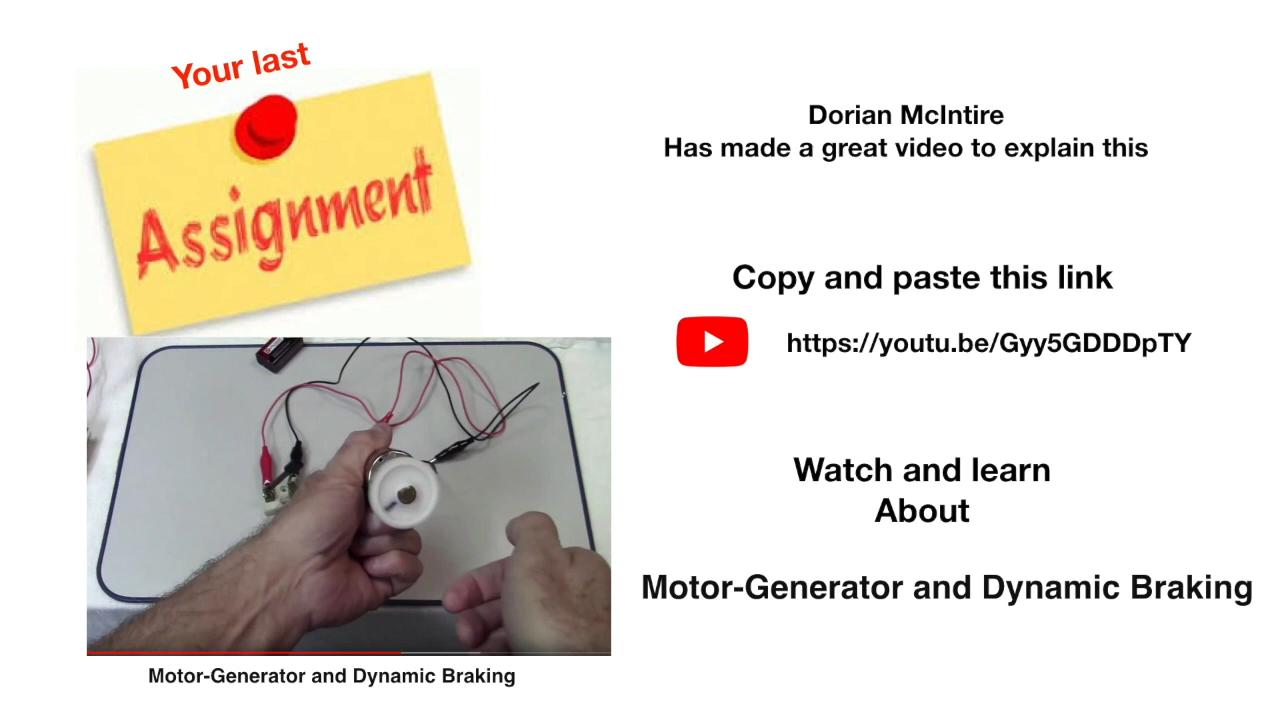 Your last
Assignment
Dorian McIntire
Has made a great video to explain this
Copy and paste this link
https://youtu.be/Gyy5GDDDpTY
Watch and learn
About
Motor-Generator and Dynamic Braking
Motor-Generator and Dynamic Braking